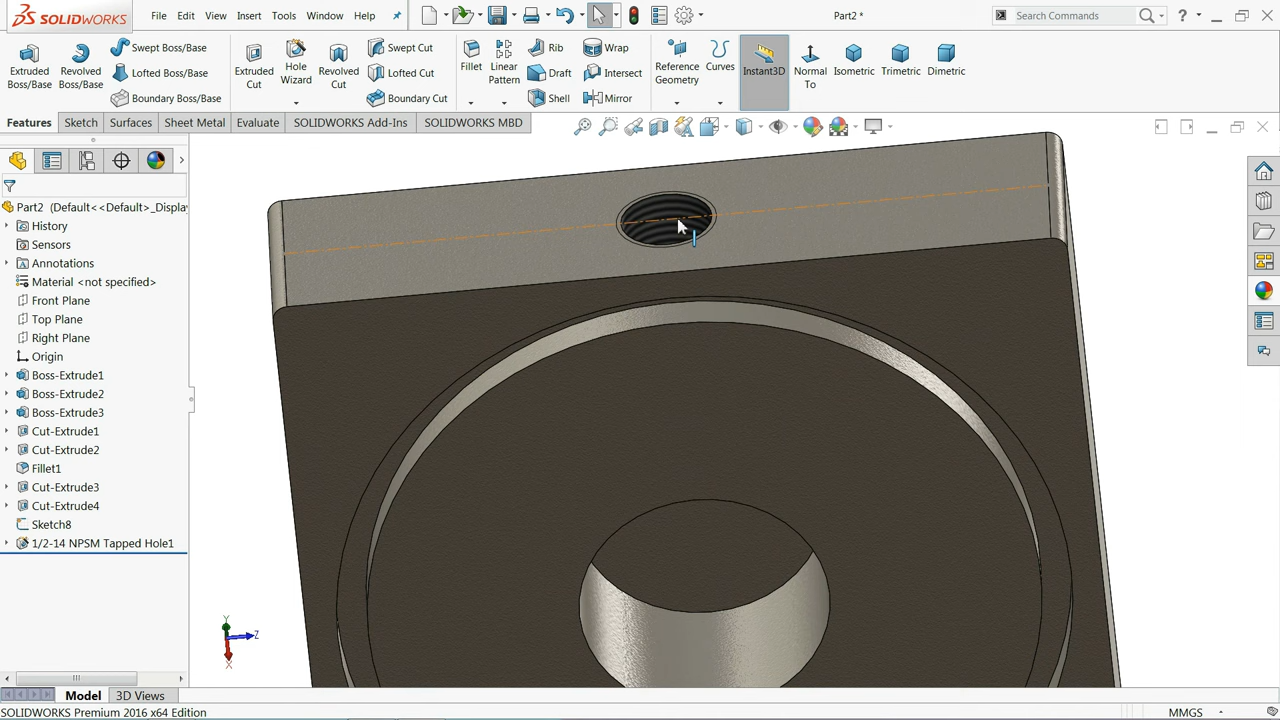 SOLIDWORKS File Edit View Insert Tools Window Help Part2 * Search Commands ?
Extruded Boss/Base
Revolved Boss/Base
Swept Boss/Base
Lofted Boss/Base
Boundary Boss/Base
Extruded Cut
Hole Wizard
Revolved Cut
Swept Cut
Lofted Cut
Boundary Cut
Fillet
Linear Pattern
Rib
Draft
Shell
Wrap
Intersect
Mirror
Reference Geometry
Curves
Instant3D
Normal To
Isometric
Trimetric
Dimetric
Features Sketch Surfaces Sheet Metal Evaluate SOLIDWORKS Add-Ins SOLIDWORKS MBD
Part2 (Default<<Default>_Displa
History
Sensors
Annotations
Material <not specified>
Front Plane
Top Plane
Right Plane
Origin
Boss-Extrude1
Boss-Extrude2
Boss-Extrude3
Cut-Extrude1
Cut-Extrude2
Fillet1
Cut-Extrude3
Cut-Extrude4
Sketch8
1/2-14 NPSM Tapped Hole1
Y
Z
X
Model 3D Views
SOLIDWORKS Premium 2016 x64 Edition MMGS